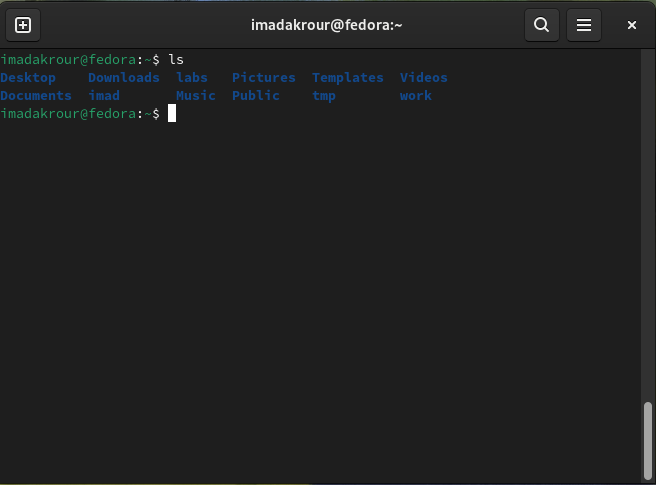 imadakrour@fedora:~
imadakrour@fedora:~$ ls
Desktop    Downloads  labs   Pictures  Templates  Videos
Documents  imad       Music  Public    tmp        work
imadakrour@fedora:~$